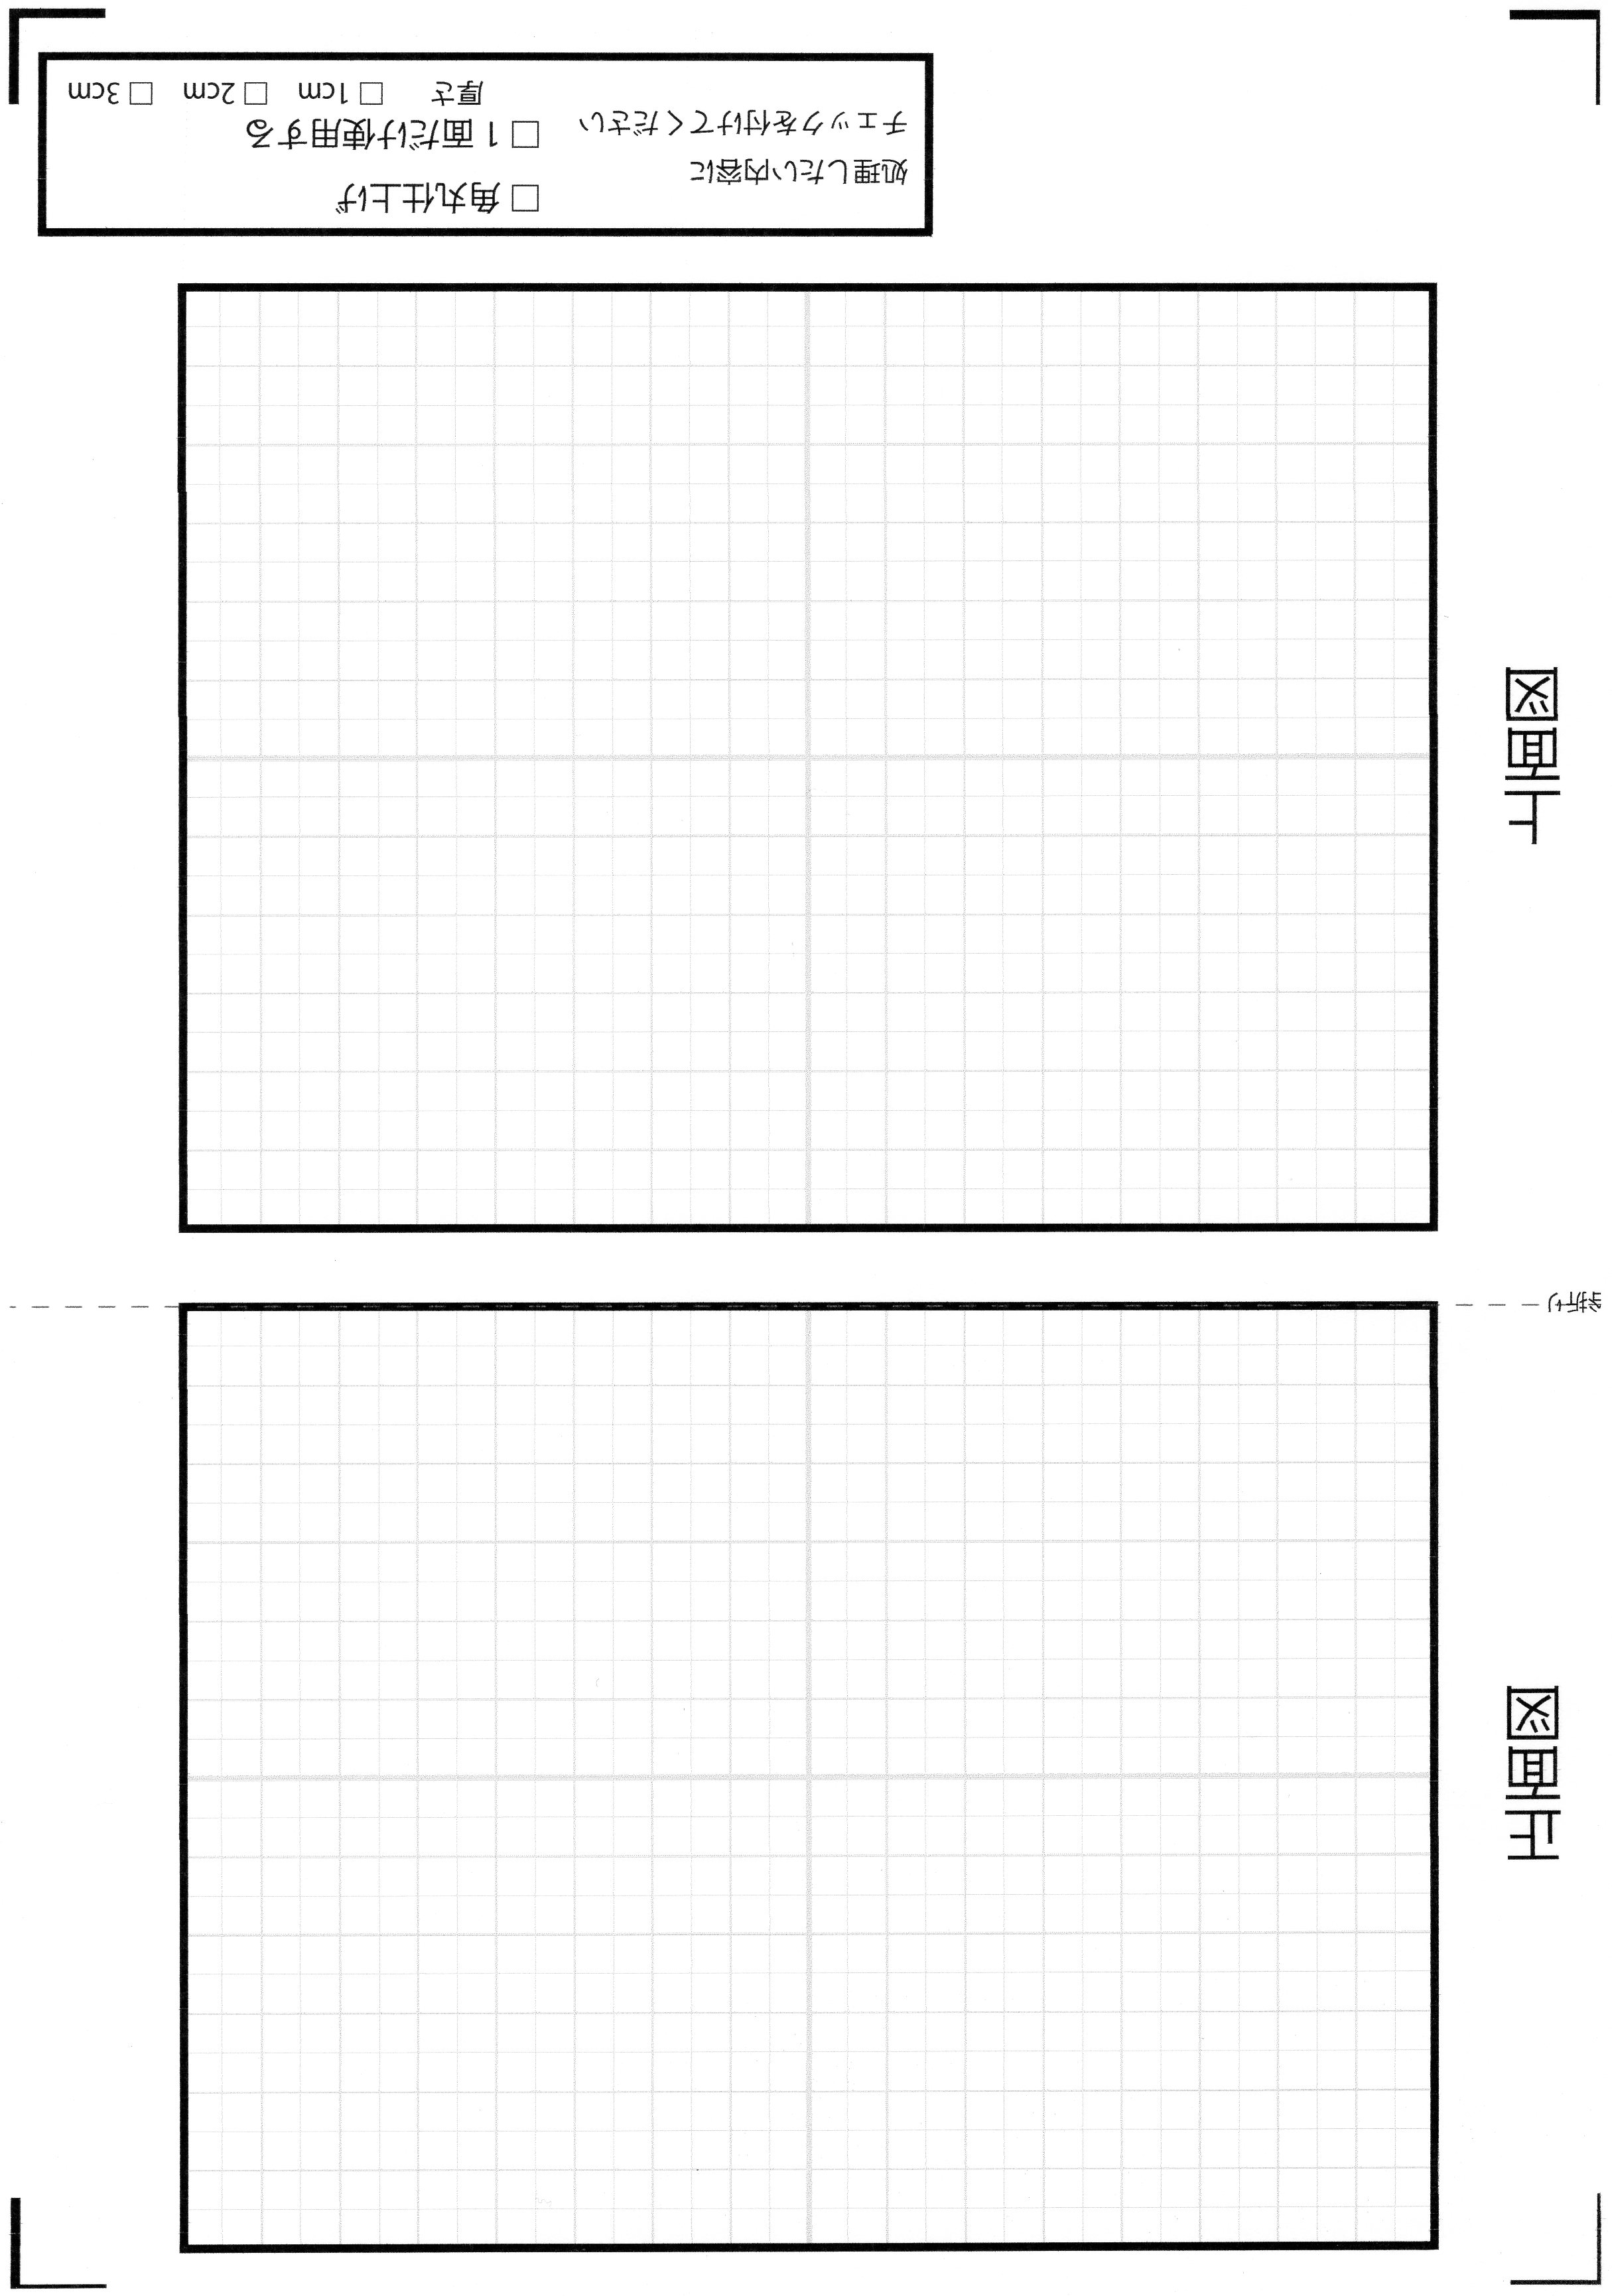 正面図
折り
上面図
処理したい内容に
チェックを付けてください
□ 角丸仕上げ
□ 1 面だけ使用する
厚さ □ 1cm □ 2cm □ 3cm